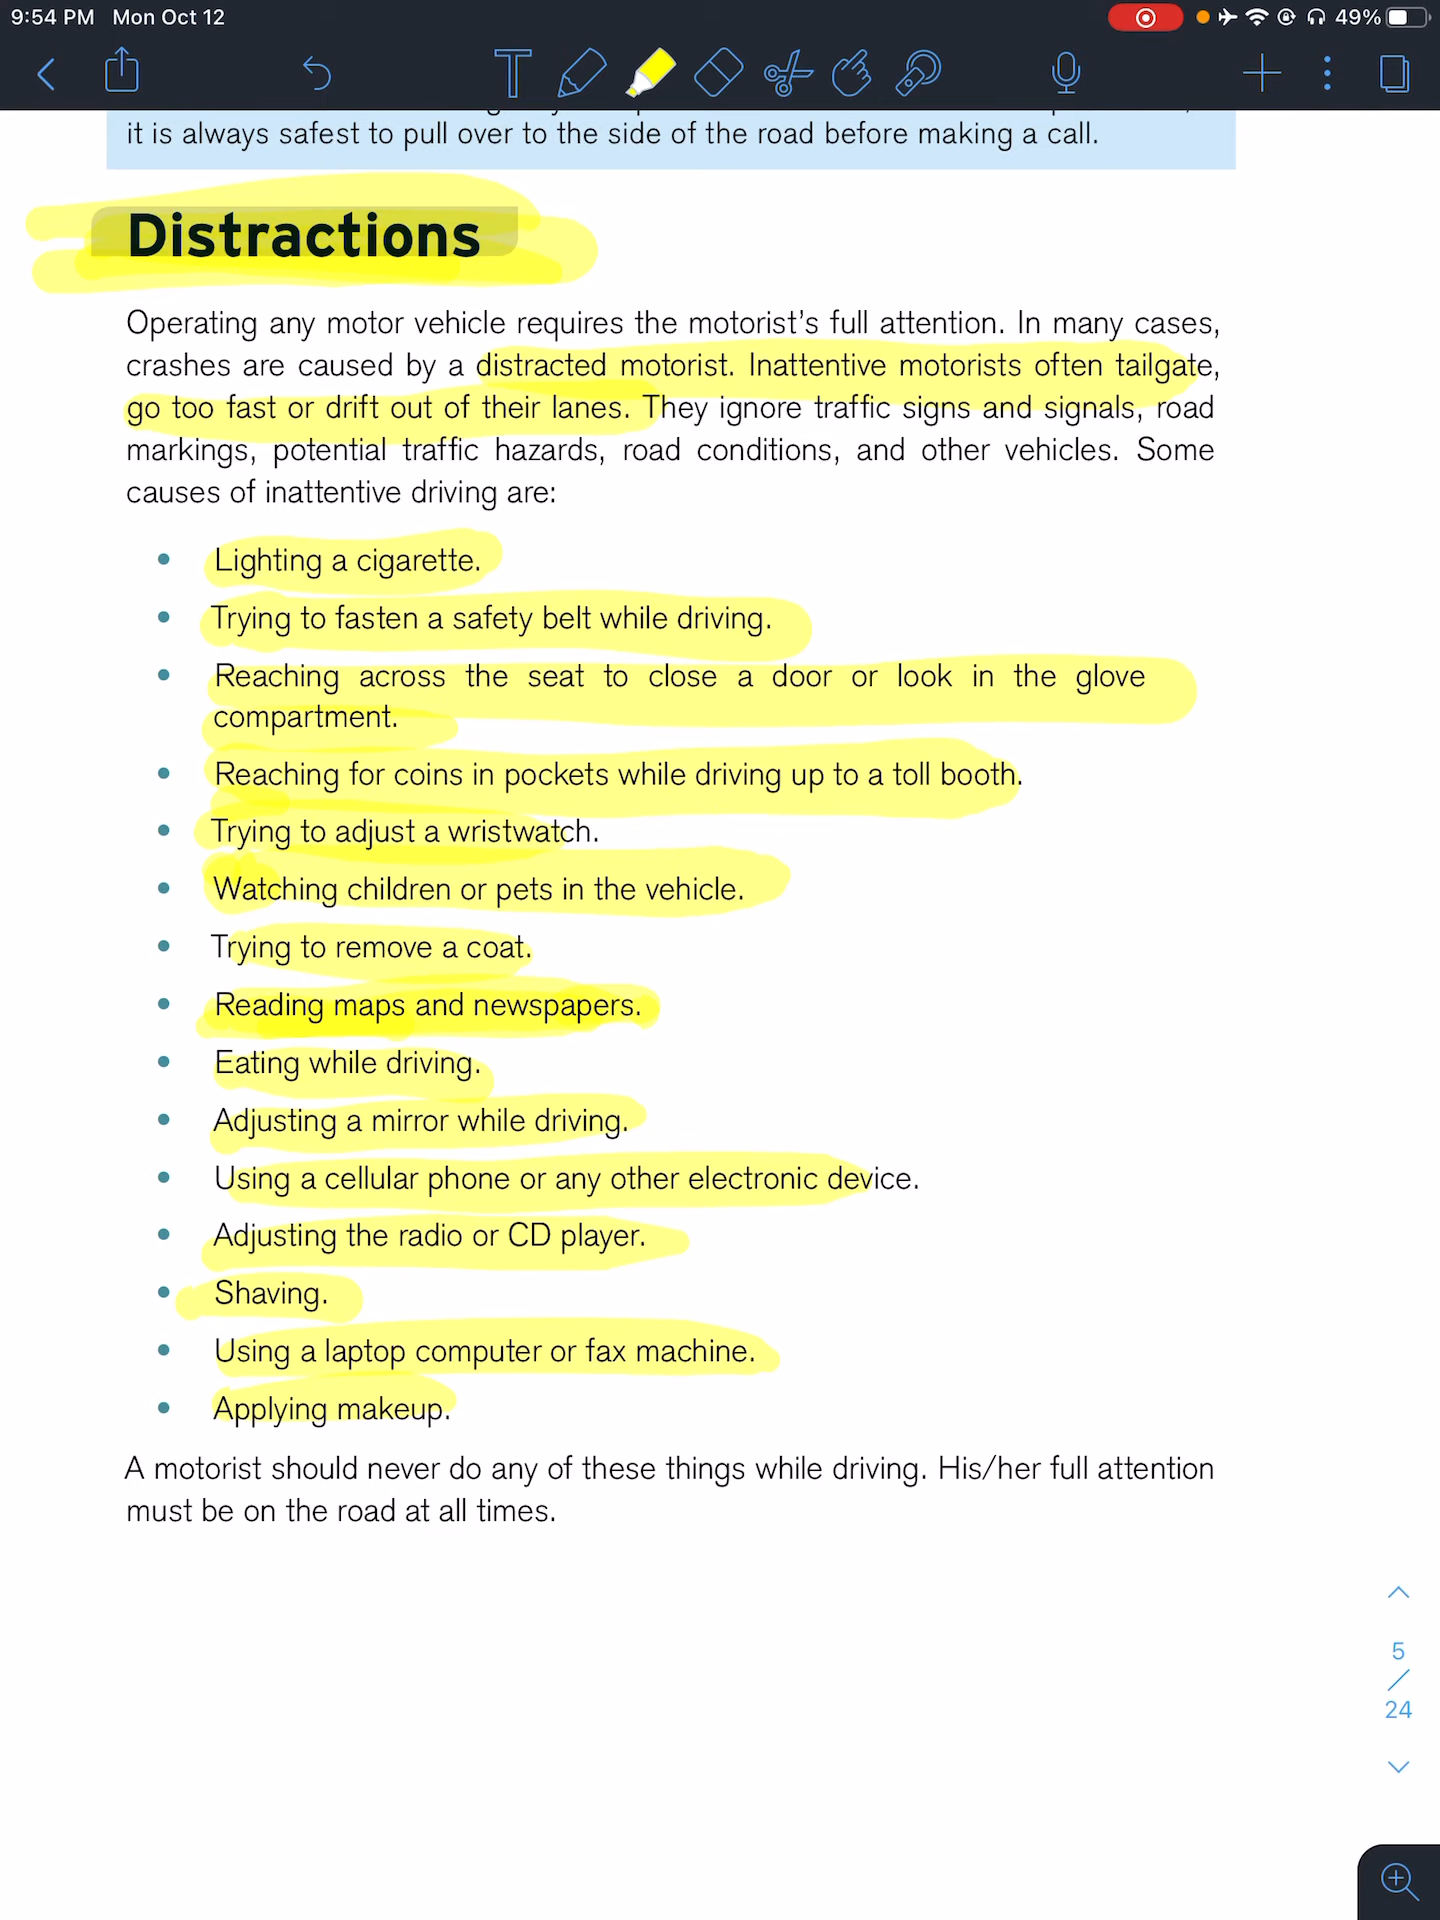 9:54 PM Mon Oct 12
49%
it is always safest to pull over to the side of the road before making a call.
Distractions
Operating any motor vehicle requires the motorist's full attention. In many cases,
crashes are caused by a distracted motorist. Inattentive motorists often tailgate,
go too fast or drift out of their lanes. They ignore traffic signs and signals, road
markings, potential traffic hazards, road conditions, and other vehicles. Some
causes of inattentive driving are:
• Lighting a cigarette.
• Trying to fasten a safety belt while driving.
• Reaching across the seat to close a door or look in the glove
compartment.
• Reaching for coins in pockets while driving up to a toll booth.
• Trying to adjust a wristwatch.
• Watching children or pets in the vehicle.
• Trying to remove a coat.
• Reading maps and newspapers.
• Eating while driving.
• Adjusting a mirror while driving.
• Using a cellular phone or any other electronic device.
• Adjusting the radio or CD player.
• Shaving.
• Using a laptop computer or fax machine.
• Applying makeup.
A motorist should never do any of these things while driving. His/her full attention
must be on the road at all times.
5
/
24